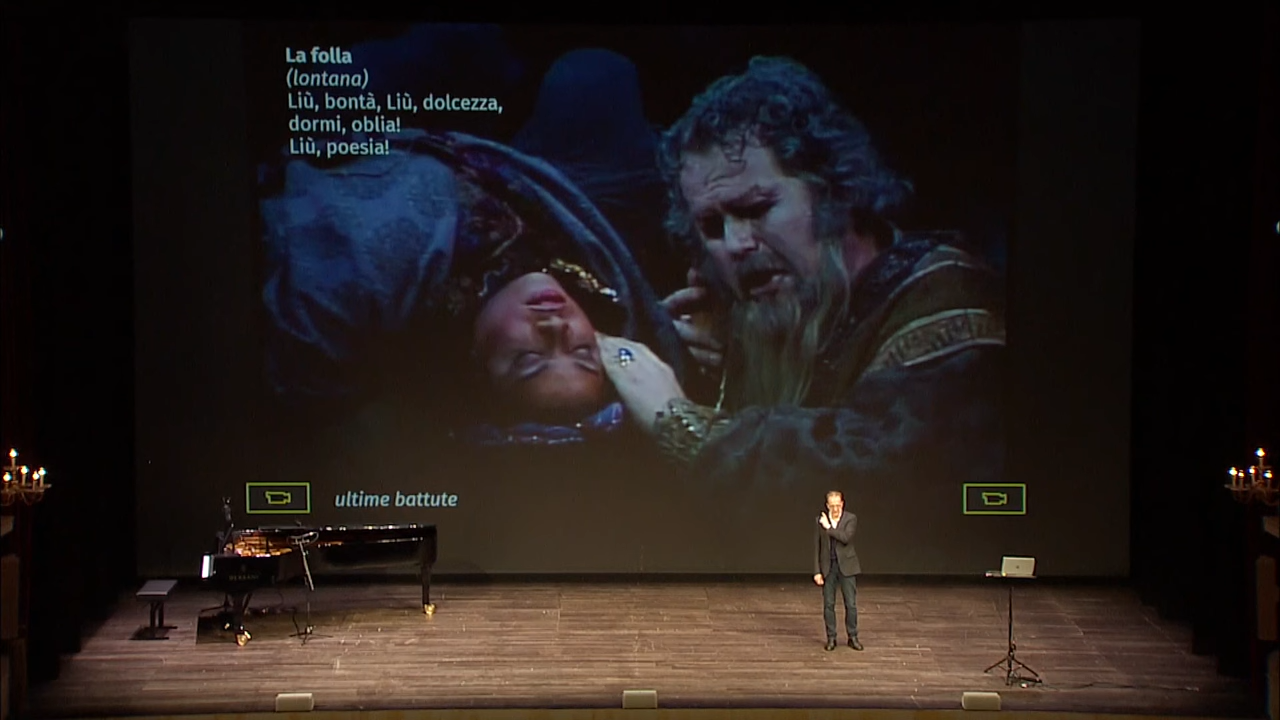 La folla
(lontana)
Liù, bontà, Liù, dolcezza,
dormi, oblia!
Liù, poesia!
ultime battute